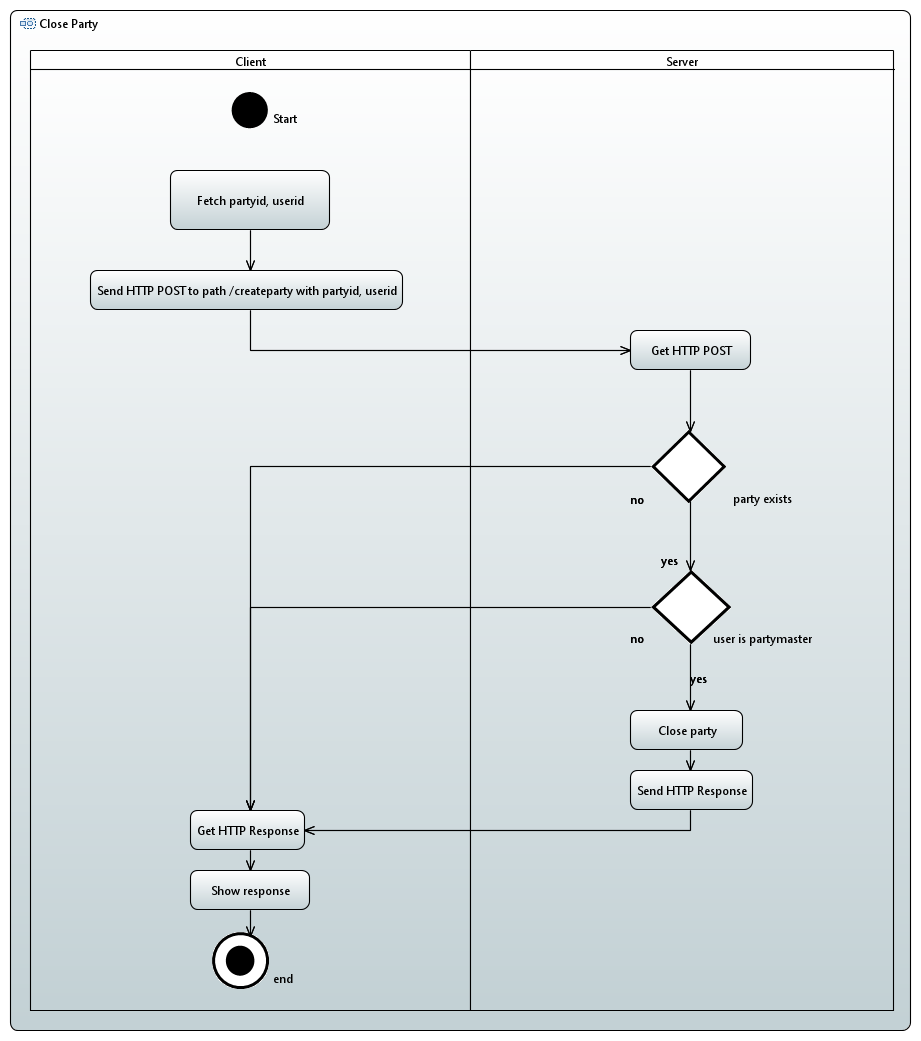 Close Party
Client
Server
Start
Fetch partyid, userid
Send HTTP POST to path /createparty with partyid, userid
Get HTTP POST
no
party exists
yes
no
user is partymaster
yes
Close party
Send HTTP Response
Get HTTP Response
Show response
end